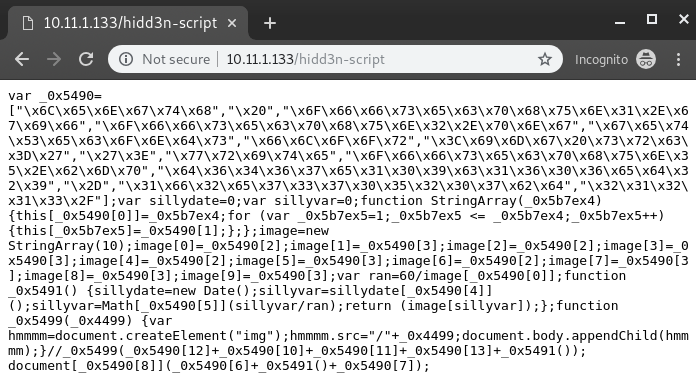 10.11.1.133/hidd3n-script
Not secure | 10.11.1.133/hidd3n-script
Incognito
var _0x5490=
["\x6C\x65\x6E\x67\x74\x68","\x20","\x6F\x66\x66\x73\x65\x63\x70\x68\x75\x6E\x31\x2E\x6
7\x69\x66","\x6F\x66\x66\x73\x65\x63\x70\x68\x75\x6E\x32\x2E\x70\x6E\x67","\x67\x65\x74
\x53\x65\x63\x6F\x6E\x64\x73","\x66\x6C\x6F\x6F\x72","\x3C\x69\x6D\x67\x20\x73\x72\x63\
x3D\x27","\x27\x3E","\x77\x72\x69\x74\x65","\x6F\x66\x66\x73\x65\x63\x70\x68\x75\x6E\x3
5\x2E\x62\x6D\x70","\x64\x36\x34\x36\x37\x65\x31\x30\x39\x63\x31\x36\x30\x36\x65\x64\x3
2\x39","\x2D","\x31\x66\x32\x65\x37\x33\x37\x30\x35\x32\x30\x37\x62\x64","\x32\x31\x32\
x31\x33\x2F"];var sillydate=0;var sillyvar=0;function StringArray(_0x5b7ex4)
{this[_0x5490[0]]=_0x5b7ex4;for (var _0x5b7ex5=1;_0x5b7ex5 <= _0x5b7ex4;_0x5b7ex5++)
{this[_0x5b7ex5]=_0x5490[1];};};image=new
StringArray(10);image[0]=_0x5490[2];image[1]=_0x5490[3];image[2]=_0x5490[2];image[3]=_0
x5490[3];image[4]=_0x5490[2];image[5]=_0x5490[3];image[6]=_0x5490[2];image[7]=_0x5490[3
];image[8]=_0x5490[3];image[9]=_0x5490[3];var ran=60/image[_0x5490[0]];function
_0x5491() {sillydate=new Date();sillyvar=sillydate[_0x5490[4]]
();sillyvar=Math[_0x5490[5]](sillyvar/ran);return (image[sillyvar]);};function
_0x5499(_0x4499) {var
hmmmm=document.createElement("img");hmmmm.src="/"+_0x4499;document.body.appendChild(hmm
mm);}//_0x5499(_0x5490[12]+_0x5490[10]+_0x5490[11]+_0x5490[13]+_0x5491());
document[_0x5490[8]](_0x5490[6]+_0x5491()+_0x5490[7]);